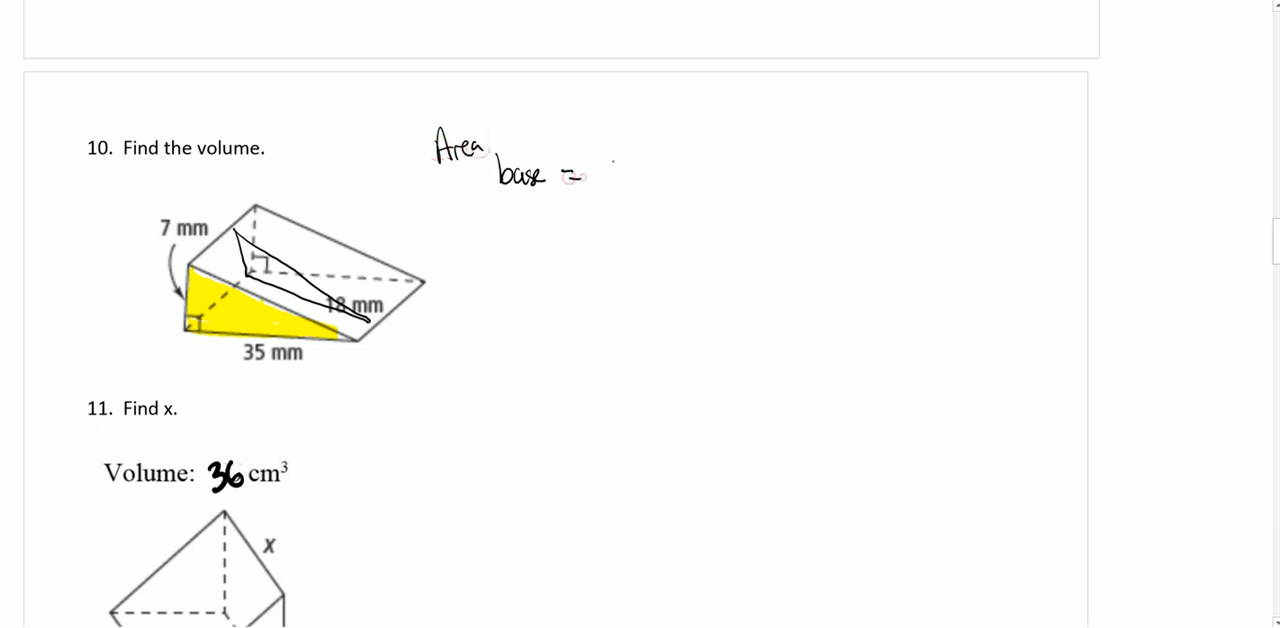 10. Find the volume.
Area
base =
7 mm
18 mm
35 mm
11. Find x.
Volume: 36 cm³
x